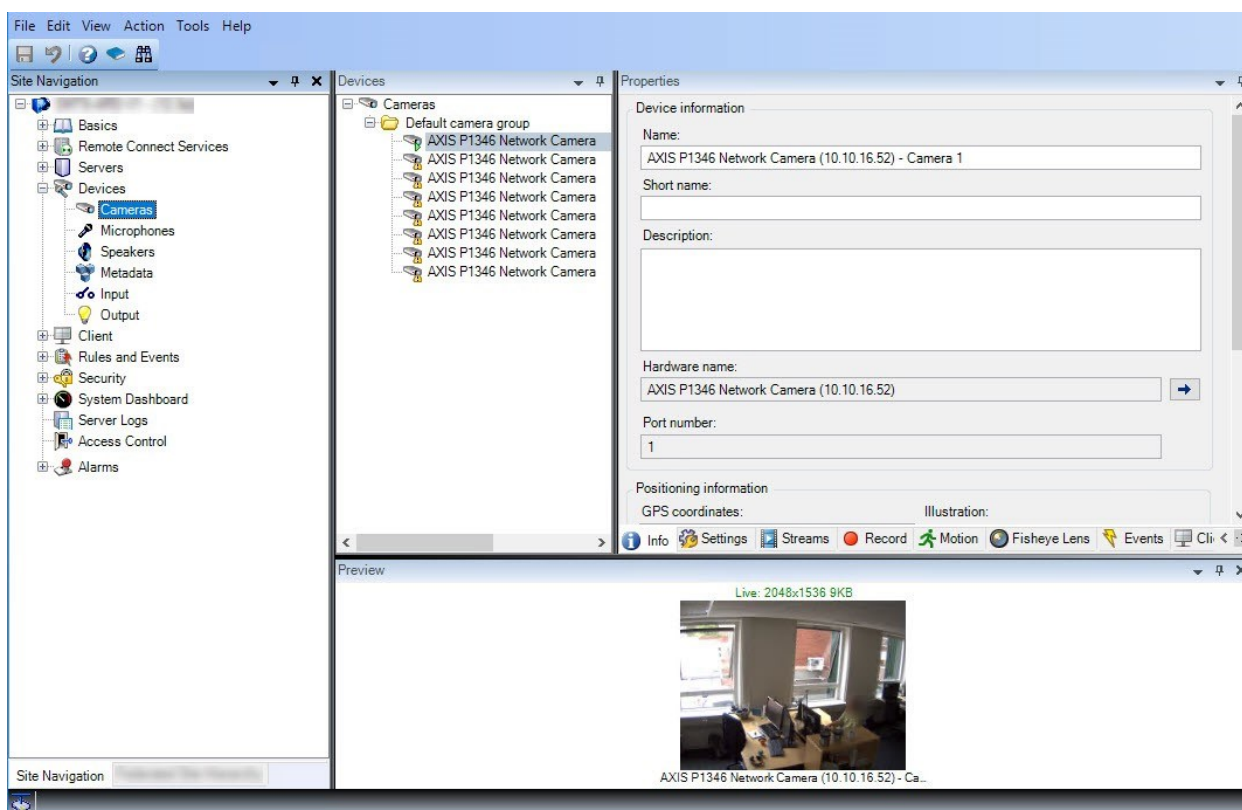 File Edit View Action Tools Help
Site Navigation
Basics
Remote Connect Services
Servers
Devices
Cameras
Microphones
Speakers
Metadata
Input
Output
Client
Rules and Events
Security
System Dashboard
Server Logs
Access Control
Alarms
Site Navigation
Devices
Cameras
Default camera group
AXIS P1346 Network Camera
AXIS P1346 Network Camera
AXIS P1346 Network Camera
AXIS P1346 Network Camera
AXIS P1346 Network Camera
AXIS P1346 Network Camera
AXIS P1346 Network Camera
AXIS P1346 Network Camera
Properties
Device information
Name:
AXIS P1346 Network Camera (10.10.16.52) - Camera 1
Short name:
Description:
Hardware name:
AXIS P1346 Network Camera (10.10.16.52)
Port number:
1
Positioning information
GPS coordinates: Illustration:
Info Settings Streams Record Motion Fisheye Lens Events Cli
Preview
Live: 2048x1536 9KB
AXIS P1346 Network Camera (10.10.16.52) - Ca...